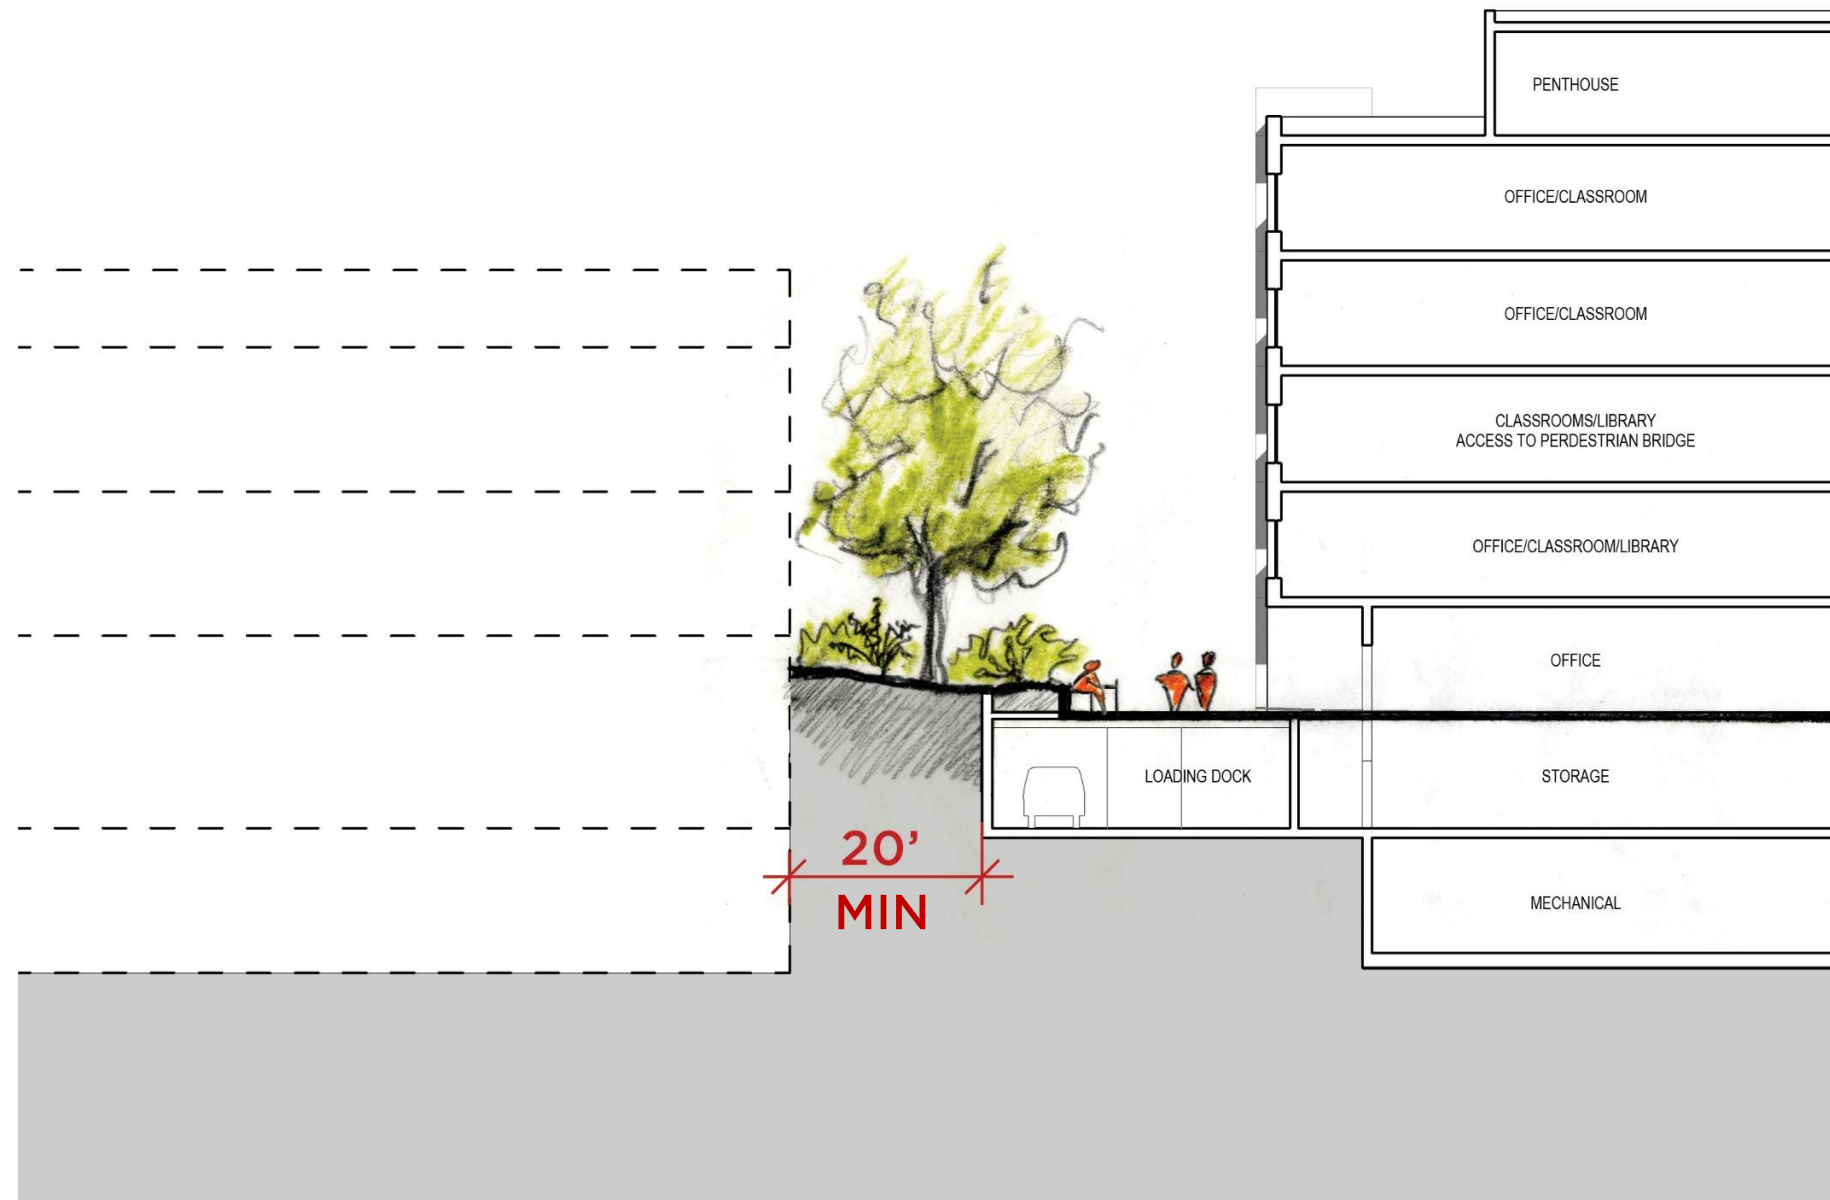 PENTHOUSE
OFFICE/CLASSROOM
OFFICE/CLASSROOM
CLASSROOMS/LIBRARY
ACCESS TO PERDESTRIAN BRIDGE
OFFICE/CLASSROOM/LIBRARY
OFFICE
LOADING DOCK
STORAGE
20’
MIN
MECHANICAL